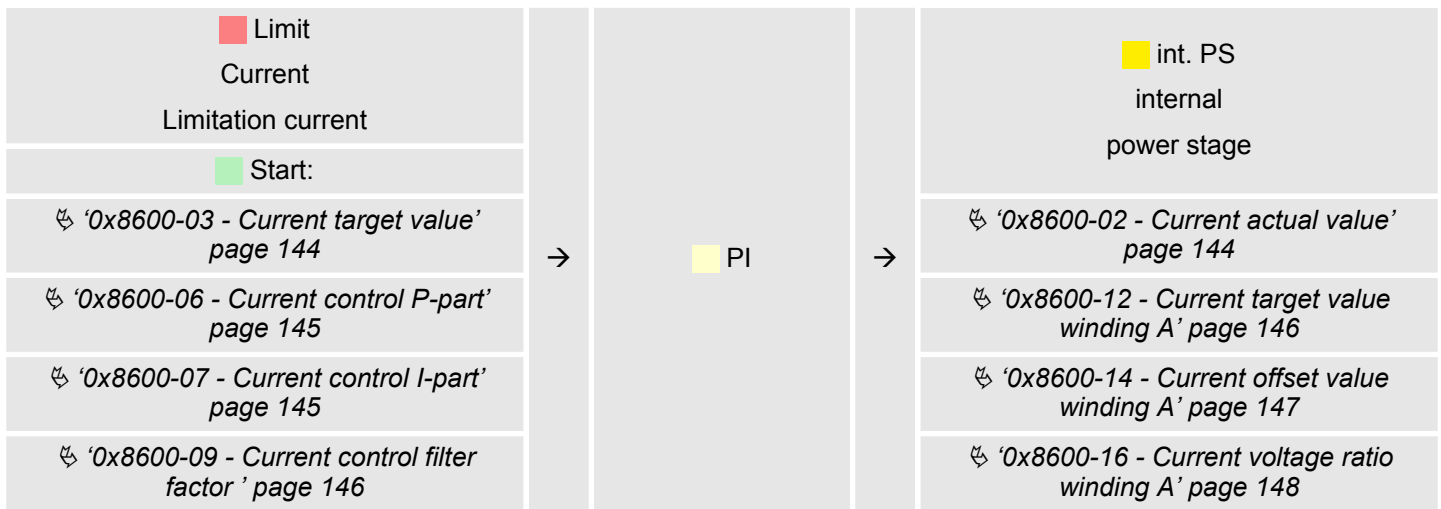 Limit
Current
Limitation current
Start:
↳ ‘0x8600-03 - Current target value’
page 144
↳ ‘0x8600-06 - Current control P-part’
page 145
↳ ‘0x8600-07 - Current control I-part’
page 145
↳ ‘0x8600-09 - Current control filter
factor ’ page 146
→
PI
→
int. PS
internal
power stage
↳ ‘0x8600-02 - Current actual value’
page 144
↳ ‘0x8600-12 - Current target value
winding A’ page 146
↳ ‘0x8600-14 - Current offset value
winding A’ page 147
↳ ‘0x8600-16 - Current voltage ratio
winding A’ page 148